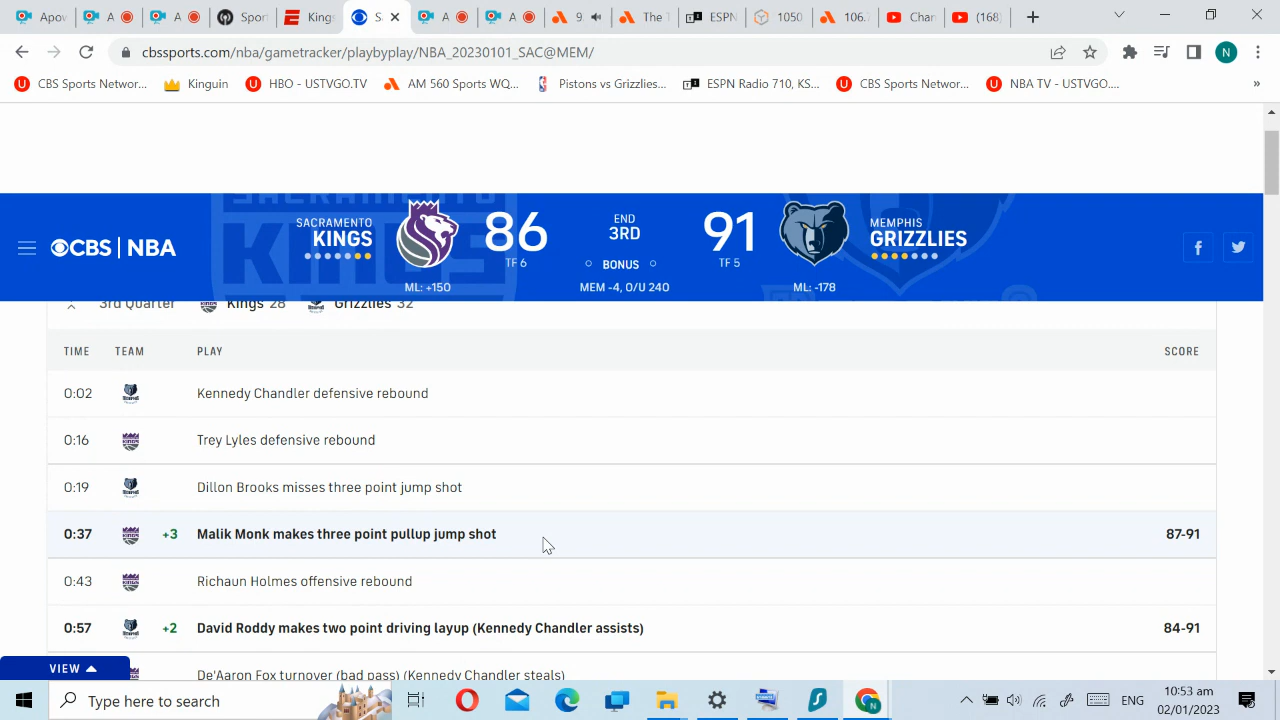 Apov
A
A
Spor
King
S
A
A
9
The T
ESPN
1050
106.
Char
(168)
cbssports.com/nba/gametracker/playbyplay/NBA_20230101_SAC@MEM/
N
CBS Sports Networ...
Kinguin
HBO - USTVGO.TV
AM 560 Sports WQ...
Pistons vs Grizzlies...
ESPN Radio 710, KS...
CBS Sports Networ...
NBA TV - USTVGO....
»
CBS | NBA
SACRAMENTO
KINGS
ML: +150
86
TF 6
END
3RD
BONUS
MEM -4, O/U 240
91
TF 5
MEMPHIS
GRIZZLIES
ML: -178
3rd Quarter Kings 28 Grizzlies 32
TIME TEAM PLAY SCORE
0:02 Kennedy Chandler defensive rebound
0:16 Trey Lyles defensive rebound
0:19 Dillon Brooks misses three point jump shot
0:37 +3 Malik Monk makes three point pullup jump shot 87-91
0:43 Richaun Holmes offensive rebound
0:57 +2 David Roddy makes two point driving layup (Kennedy Chandler assists) 84-91
De'Aaron Fox turnover (bad pass) (Kennedy Chandler steals)
VIEW
Type here to search
ENG
10:53 am
02/01/2023